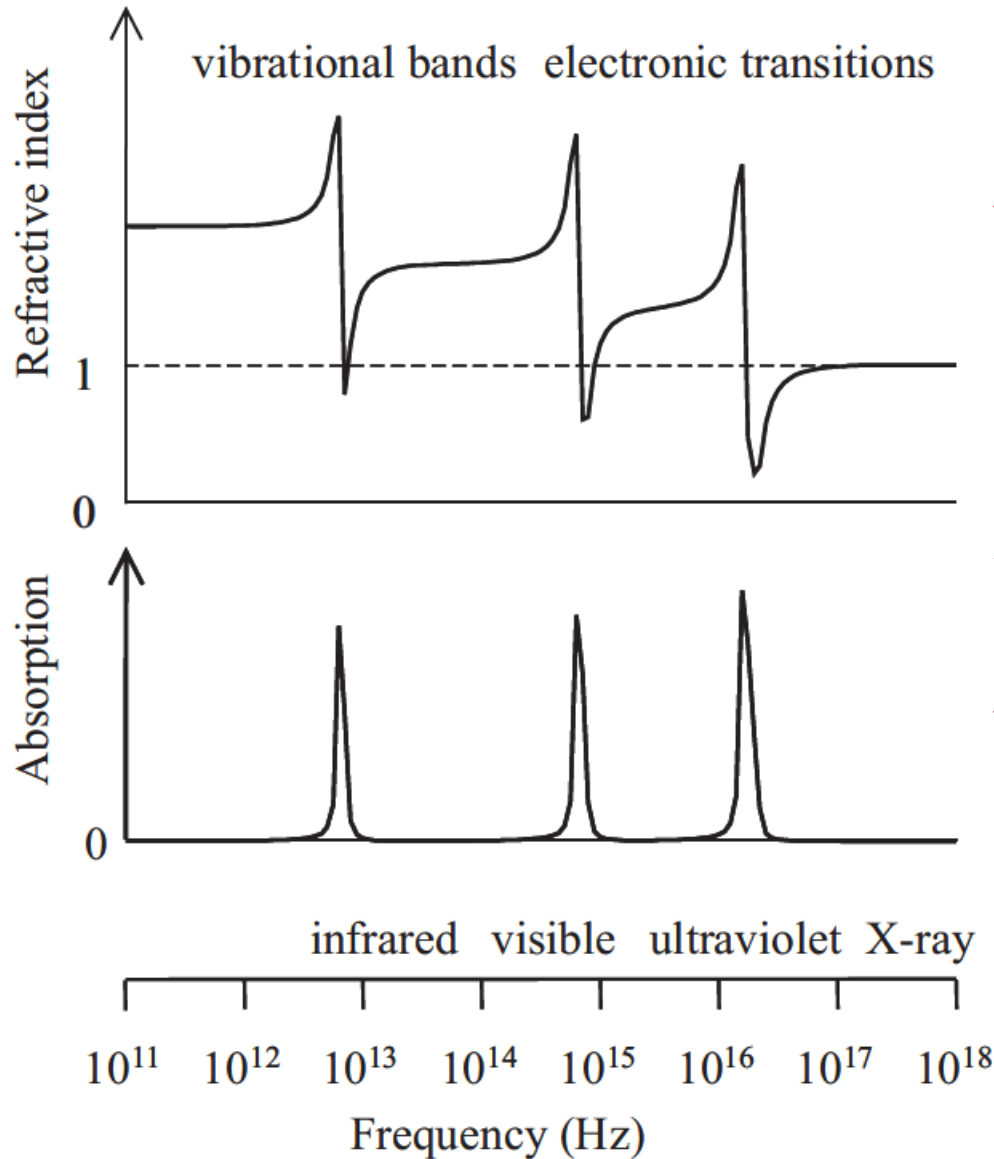 vibrational bands electronic transitions
Refractive index
1
0
Absorption
0
infrared visible ultraviolet X-ray
10¹¹ 10¹² 10¹³ 10¹⁴ 10¹⁵ 10¹⁶ 10¹⁷ 10¹⁸
Frequency (Hz)